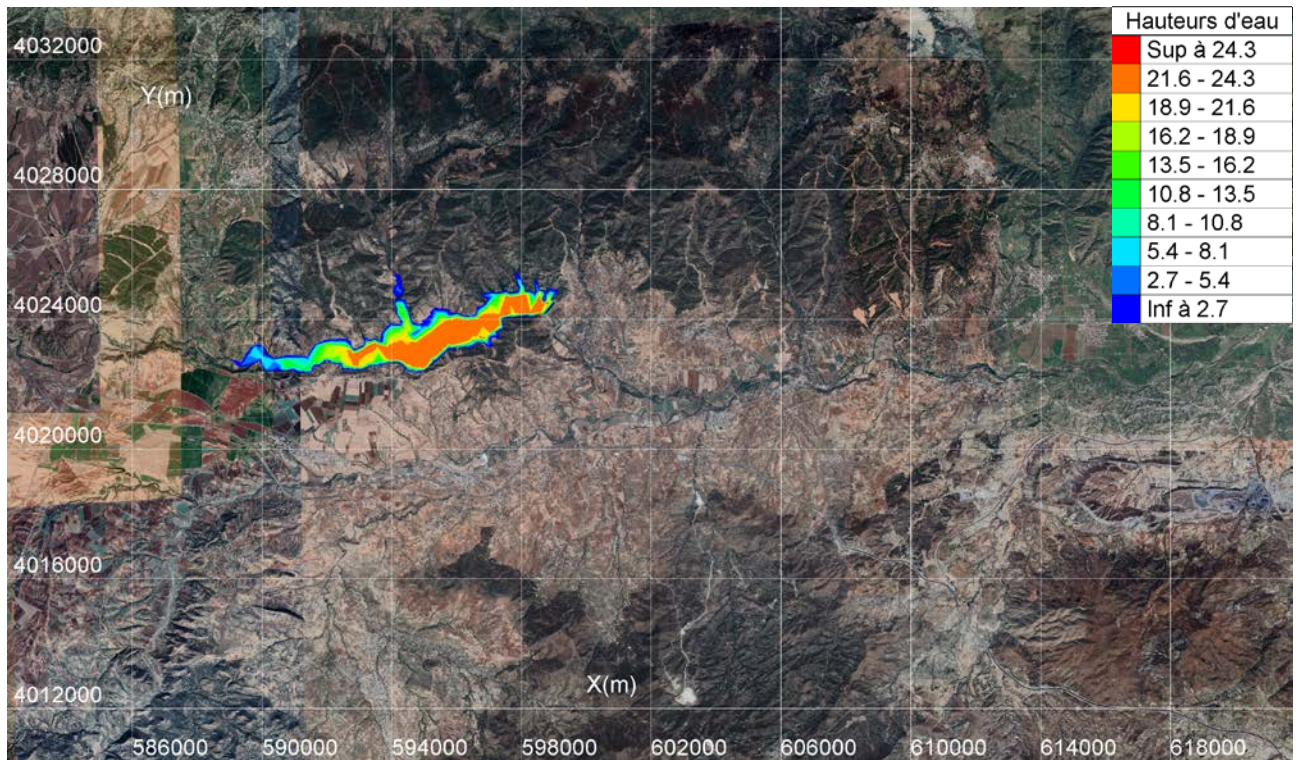 Hauteurs d'eau
Sup à 24.3
21.6 - 24.3
18.9 - 21.6
16.2 - 18.9
13.5 - 16.2
10.8 - 13.5
8.1 - 10.8
5.4 - 8.1
2.7 - 5.4
Inf à 2.7
4032000
Y(m)
4028000
4024000
4020000
4016000
4012000
X(m)
586000 590000 594000 598000 602000 606000 610000 614000 618000